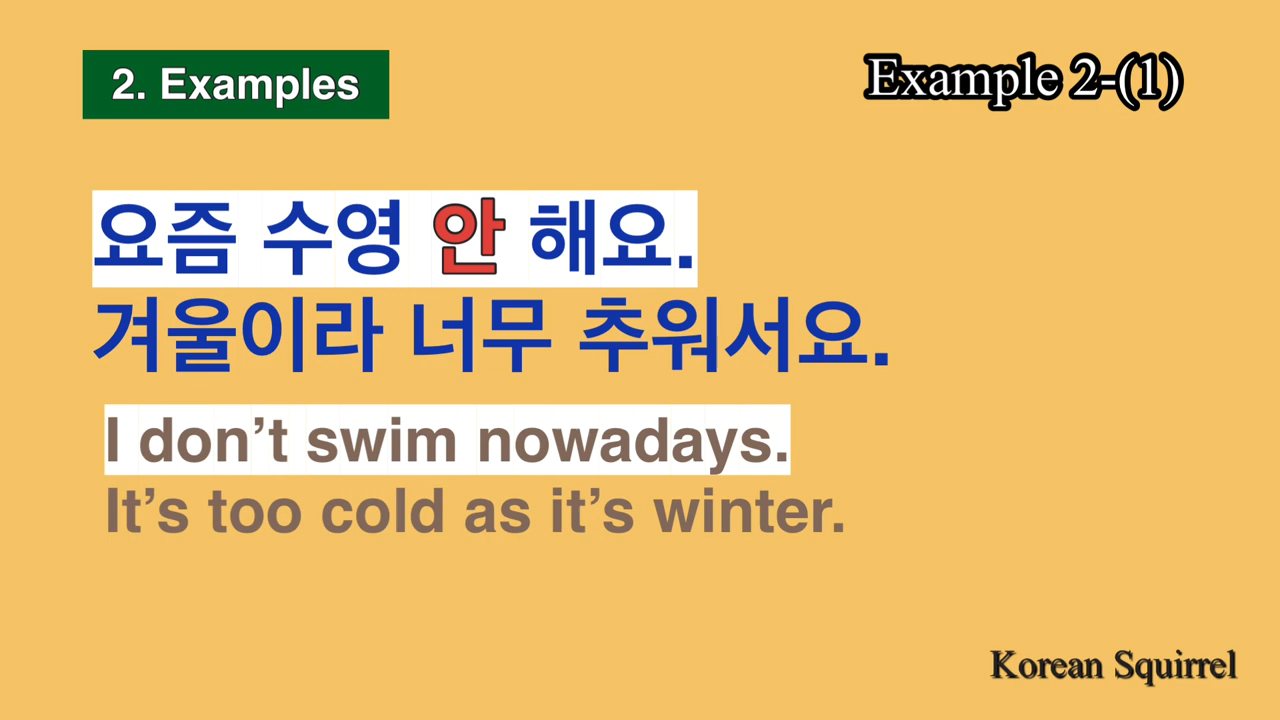 2. Examples
Example 2-(1)
요즘 수영 안 해요.
겨울이라 너무 추워서요.
I don’t swim nowadays.
It’s too cold as it’s winter.
Korean Squirrel